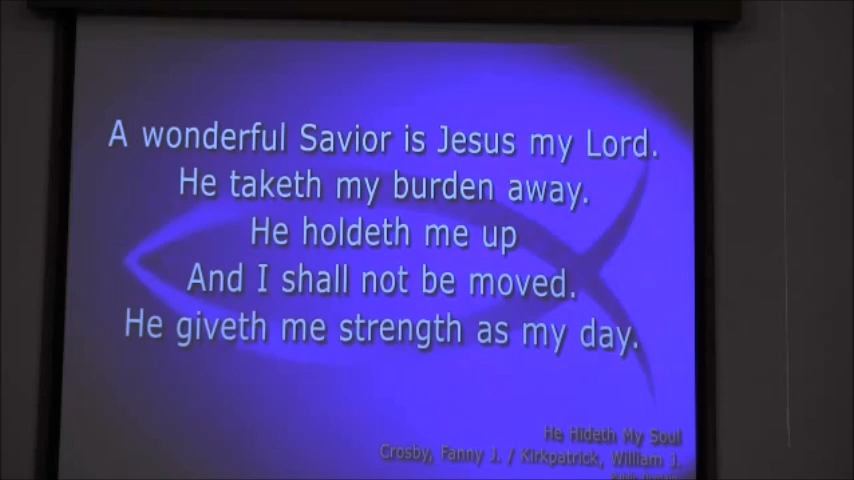 A wonderful Savior is Jesus my Lord.
He taketh my burden away.
He holdeth me up
And I shall not be moved.
He giveth me strength as my day.
He Hideth My Soul
Crosby, Fanny J. / Kirkpatrick, William J.